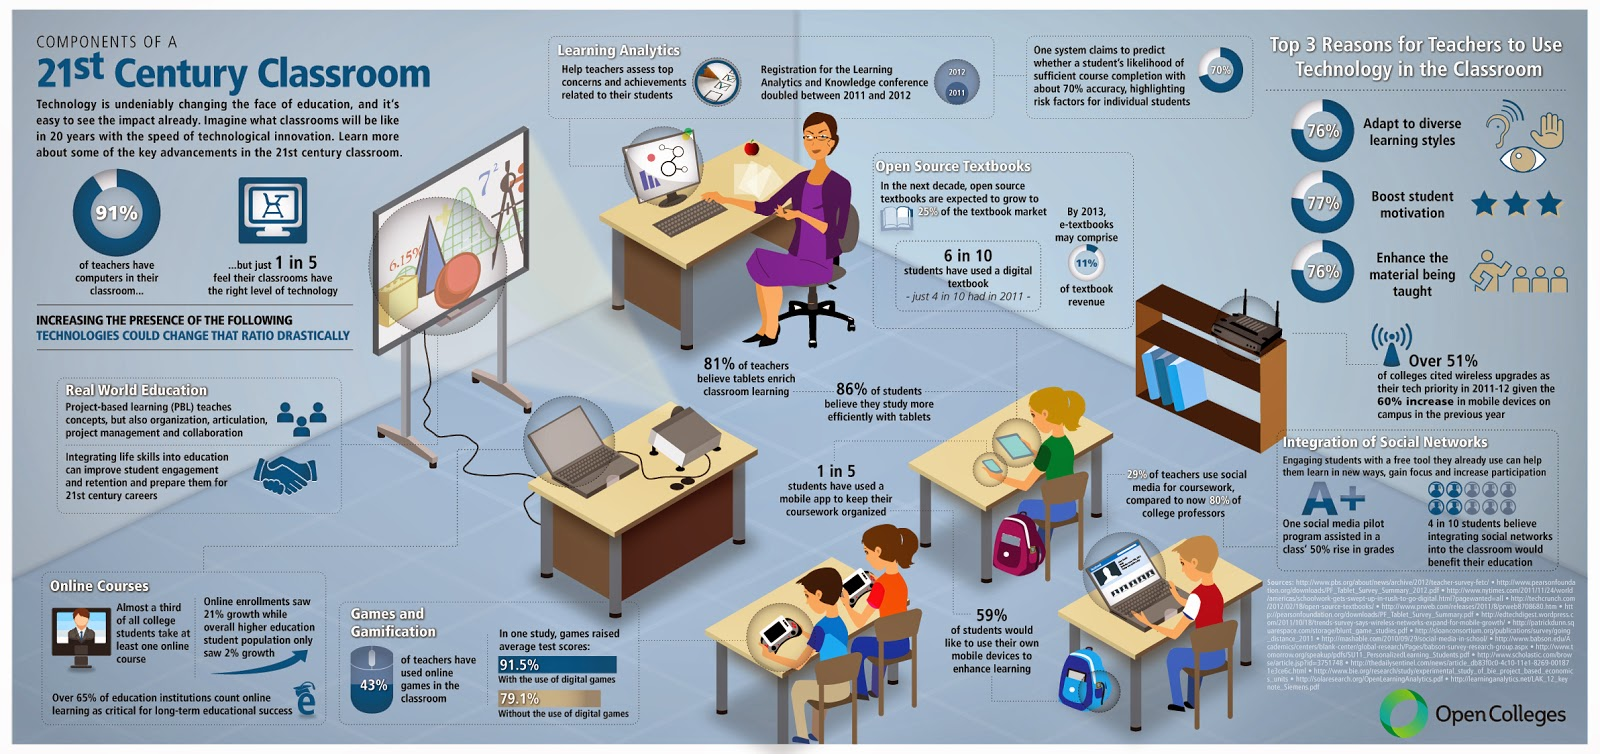 COMPONENTS OF A
21st Century Classroom
Technology is undeniably changing the face of education, and it's
easy to see the impact already. Imagine what classrooms will be like
in 20 years with the speed of technological innovation. Learn more
about some of the key advancements in the 21st century classroom.
91%
of teachers have
computers in their
classroom...
...but just 1 in 5
feel their classrooms have
the right level of technology
INCREASING THE PRESENCE OF THE FOLLOWING
TECHNOLOGIES COULD CHANGE THAT RATIO DRASTICALLY
Real World Education
Project-based learning (PBL) teaches
concepts, but also organization, articulation,
project management and collaboration
Integrating life skills into education
can improve student engagement
and retention and prepare them for
21st century careers
Online Courses
Almost a third
of all college
students take at
least one online
course
Online enrollments saw
21% growth while
overall higher education
student population only
saw 2% growth
Over 65% of education institutions count online
learning as critical for long-term educational success
e
Games and
Gamification
43%
of teachers have
used online
games in the
classroom
In one study, games raised
average test scores:
91.5%
With the use of digital games
79.1%
Without the use of digital games
7²
6.15%
Learning Analytics
Help teachers assess top
concerns and achievements
related to their students
Registration for the Learning
Analytics and Knowledge conference
doubled between 2011 and 2012
2012
2011
One system claims to predict
whether a student's likelihood of
sufficient course completion with
about 70% accuracy, highlighting
risk factors for individual students
70%
Open Source Textbooks
In the next decade, open source
textbooks are expected to grow to
25% of the textbook market
6 in 10
students have used a digital
textbook
- just 4 in 10 had in 2011 -
By 2013,
e-textbooks
may comprise
11%
of textbook
revenue
81% of teachers
believe tablets enrich
classroom learning
86% of students
believe they study more
efficiently with tablets
1 in 5
students have used a
mobile app to keep their
coursework organized
59%
of students would
like to use their own
mobile devices to
enhance learning
29% of teachers use social
media for coursework,
compared to now 80% of
college professors
Top 3 Reasons for Teachers to Use
Technology in the Classroom
76%
Adapt to diverse
learning styles
77%
Boost student
motivation
76%
Enhance the
material being
taught
Over 51%
of colleges cited wireless upgrades as
their tech priority in 2011-12 given the
60% increase in mobile devices on
campus in the previous year
Integration of Social Networks
Engaging students with a free tool they already use can help
them learn in new ways, gain focus and increase participation
A+
One social media pilot
program assisted in a
class' 50% rise in grades
4 in 10 students believe
integrating social networks
into the classroom would
benefit their education
Sources:
OpenColleges